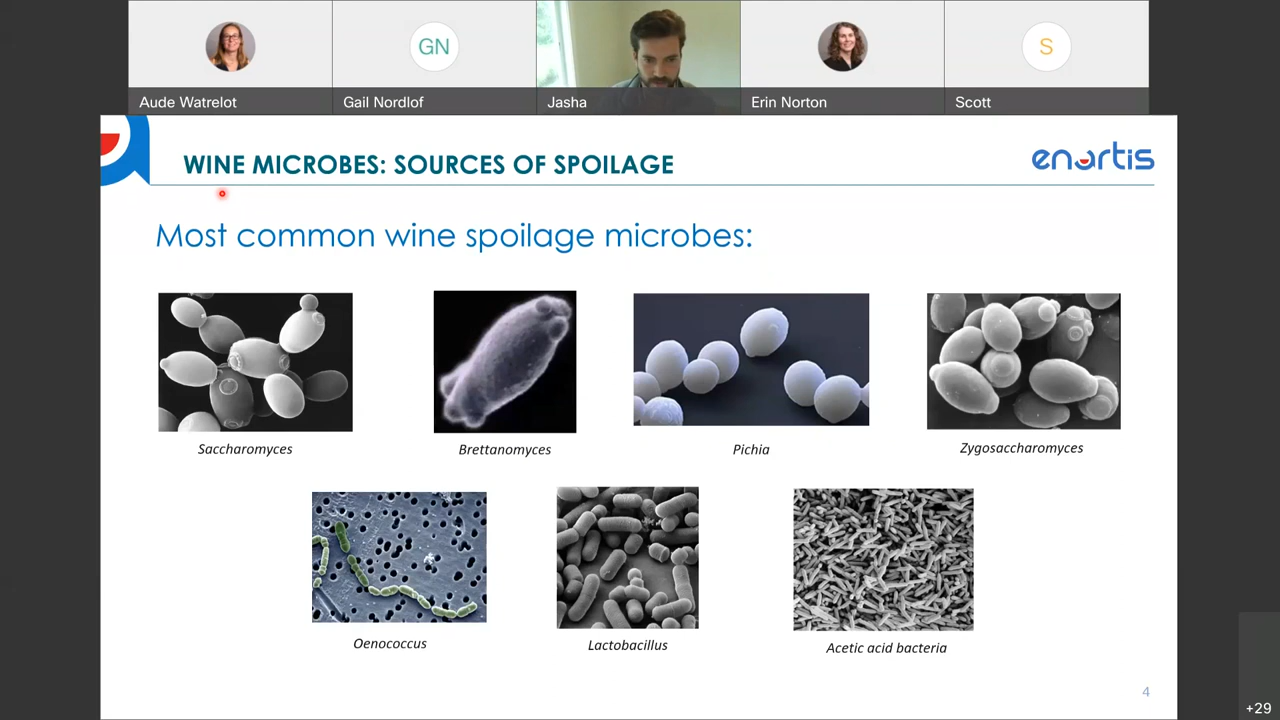 GN
S
Aude Watrelot
Gail Nordlof
Jasha
Erin Norton
Scott
WINE MICROBES: SOURCES OF SPOILAGE
enartis
Most common wine spoilage microbes:
Saccharomyces
Brettanomyces
Pichia
Zygosaccharomyces
Oenococcus
Lactobacillus
Acetic acid bacteria
4
+29